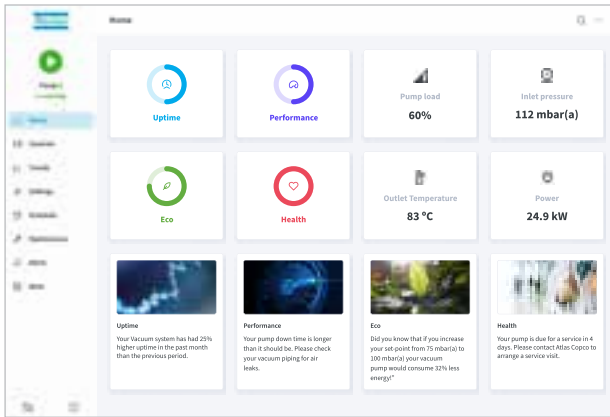 Home
Uptime
Performance
Pump load
60%
Inlet pressure
112 mbar(a)
Eco
Health
Outlet Temperature
83 °C
Power
24.9 kW
Uptime
Your Vacuum system has had 25%
higher uptime in the past month
than the previous period.
Performance
Your pump down time is longer
than it should be. Please check
your vacuum piping for air
leaks.
Eco
Did you know that if you increase
your set-point from 75 mbar(a) to
100 mbar(a) your vacuum
pump would consume 32% less
energy!"
Health
Your pump is due for a service in 4
days. Please contact Atlas Copco to
arrange a service visit.